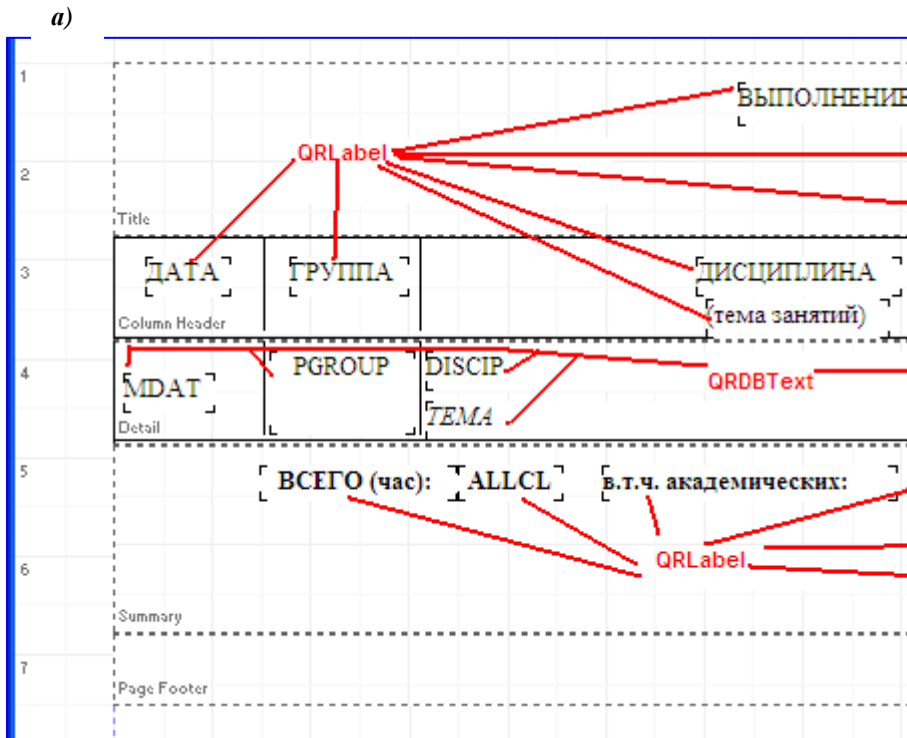 а)
1
ВЫПОЛНЕНИЕ
QRLabel
2
Title
3
ДАТА ГРУППА ДИСЦИПЛИНА
(тема занятий)
Column Header
4
PGROUP DISCIP
MDAT QRDBText
ТЕМА
Detail
5
ВСЕГО (час): ALLCL в.т.ч. академических:
QRLabel
6
Summary
7
Page Footer